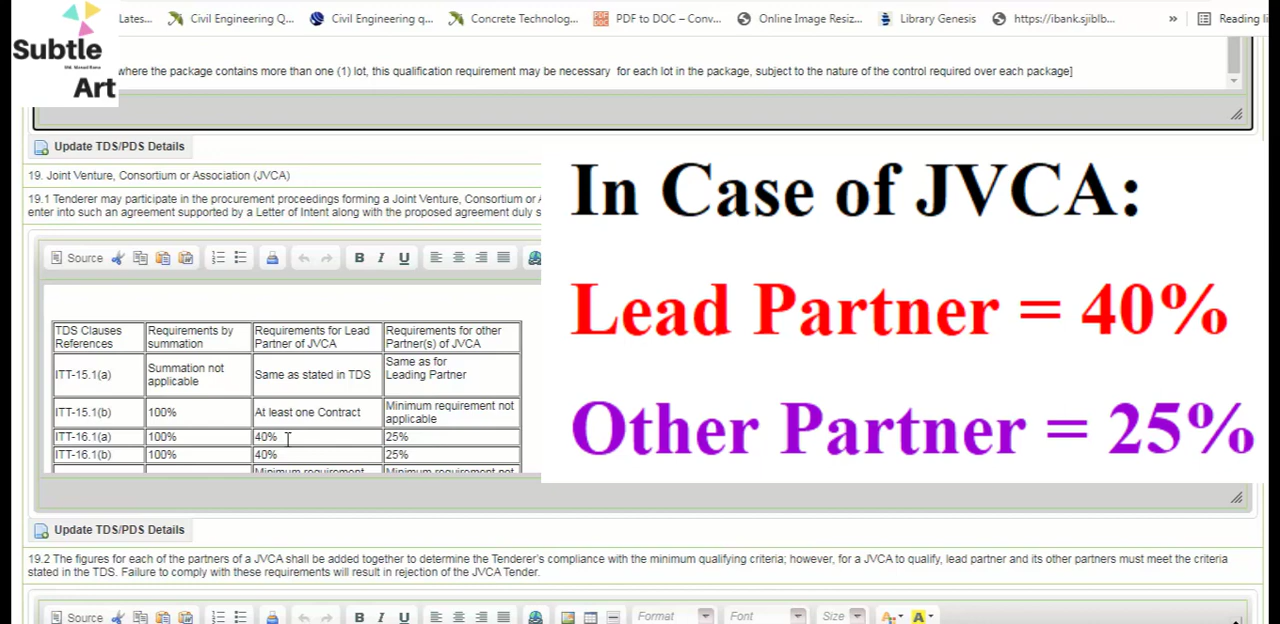 Lates...
Civil Engineering Q...
Civil Engineering q...
Concrete Technolog...
PDF to DOC – Conv...
Online Image Resiz...
Library Genesis
https://ibank.sjiblb...
»
Reading li
Subtle
Art
where the package contains more than one (1) lot, this qualification requirement may be necessary for each lot in the package, subject to the nature of the control required over each package]
Update TDS/PDS Details
19. Joint Venture, Consortium or Association (JVCA)
19.1 Tenderer may participate in the procurement proceedings forming a Joint Venture, Consortium or A
enter into such an agreement supported by a Letter of Intent along with the proposed agreement duly s
In Case of JVCA:
Lead Partner = 40%
Other Partner = 25%
Source
B I U
TDS Clauses References
Requirements by summation
Requirements for Lead Partner of JVCA
Requirements for other Partner(s) of JVCA
ITT-15.1(a)
Summation not applicable
Same as stated in TDS
Same as for Leading Partner
ITT-15.1(b)
100%
At least one Contract
Minimum requirement not applicable
ITT-16.1(a)
100%
40%
25%
ITT-16.1(b)
100%
40%
25%
Minimum requirement
Minimum requirement not
Update TDS/PDS Details
19.2 The figures for each of the partners of a JVCA shall be added together to determine the Tenderer's compliance with the minimum qualifying criteria; however, for a JVCA to qualify, lead partner and its other partners must meet the criteria
stated in the TDS. Failure to comply with these requirements will result in rejection of the JVCA Tender.
Source
B I U
Format
Font
Size
A
A